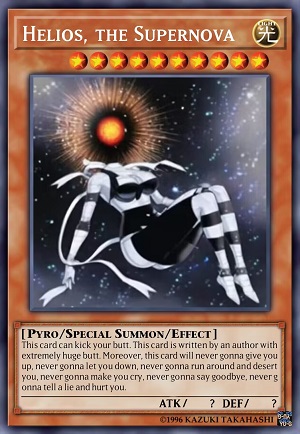 Helios, the Supernova
光
[Pyro/Special Summon/Effect]
This card can kick your butt. This card is written by an author with
extremely huge butt. Moreover, this card will never gonna give you
up, never gonna let you down, never gonna run around and desert
you, never gonna make you cry, never gonna say goodbye, never g
onna tell a lie and hurt you.
ATK/ ? DEF/ ?
©1996 KAZUKI TAKAHASHI